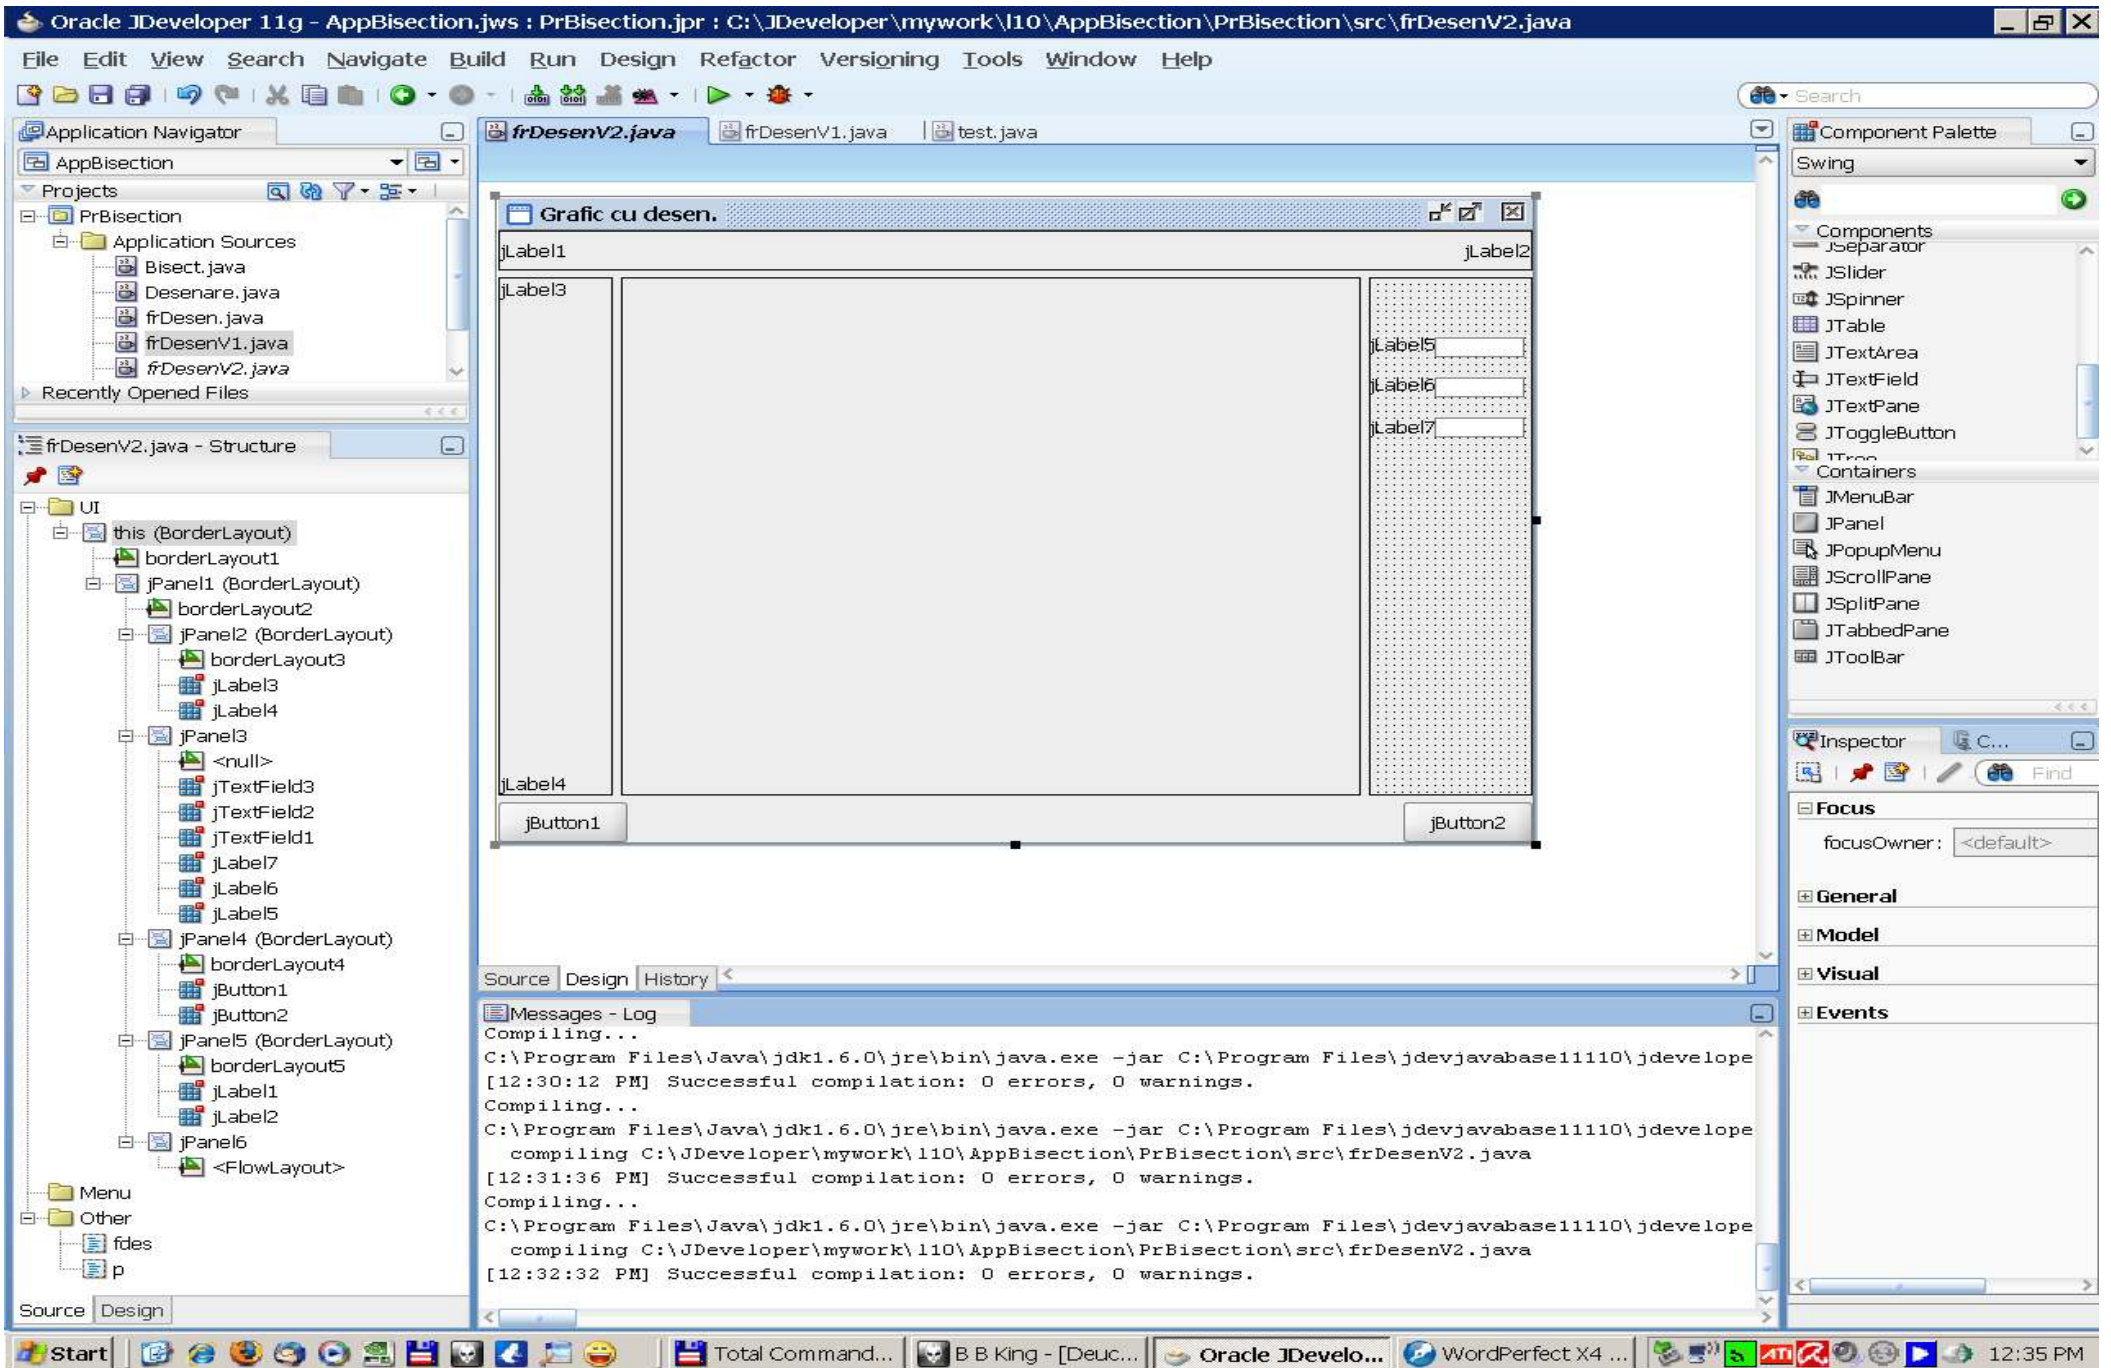 Oracle JDeveloper 11g - AppBisection.jws : PrBisection.jpr : C:\JDeveloper\mywork\l10\AppBisection\PrBisection\src\frDesenV2.java
File Edit View Search Navigate Build Run Design Refactor Versioning Tools Window Help
Search
Application Navigator
AppBisection
Projects
PrBisection
Application Sources
Bisect.java
Desenare.java
frDesen.java
frDesenV1.java
frDesenV2.java
Recently Opened Files
frDesenV2.java - Structure
UI
this (BorderLayout)
borderLayout1
jPanel1 (BorderLayout)
borderLayout2
jPanel2 (BorderLayout)
borderLayout3
jLabel3
jLabel4
jPanel3
<null>
jTextField3
jTextField2
jTextField1
jLabel7
jLabel6
jLabel5
jPanel4 (BorderLayout)
borderLayout4
jButton1
jButton2
jPanel5 (BorderLayout)
borderLayout5
jLabel1
jLabel2
jPanel6
<FlowLayout>
Menu
Other
fdes
p
Source Design
frDesenV2.java frDesenV1.java test.java
Grafic cu desen.
jLabel1 jLabel2
jLabel3
jLabel5
jLabel6
jLabel7
jLabel4
jButton1 jButton2
Source Design History
Messages - Log
Compiling...
C:\Program Files\Java\jdk1.6.0\jre\bin\java.exe -jar C:\Program Files\jdevjavabase11110\jdevelope
[12:30:12 PM] Successful compilation: 0 errors, 0 warnings.
Compiling...
C:\Program Files\Java\jdk1.6.0\jre\bin\java.exe -jar C:\Program Files\jdevjavabase11110\jdevelope
compiling C:\JDeveloper\mywork\l10\AppBisection\PrBisection\src\frDesenV2.java
[12:31:36 PM] Successful compilation: 0 errors, 0 warnings.
Compiling...
C:\Program Files\Java\jdk1.6.0\jre\bin\java.exe -jar C:\Program Files\jdevjavabase11110\jdevelope
compiling C:\JDeveloper\mywork\l10\AppBisection\PrBisection\src\frDesenV2.java
[12:32:32 PM] Successful compilation: 0 errors, 0 warnings.
Component Palette
Swing
Components
JSeparator
JSlider
JSpinner
JTable
JTextArea
JTextField
JTextPane
JToggleButton
JTree
Containers
JMenuBar
JPanel
JPopupMenu
JScrollPane
JSplitPane
JTabbedPane
JToolBar
Inspector C...
Find
Focus
focusOwner: <default>
General
Model
Visual
Events
Start Total Command... B B King - [Deuc... Oracle JDevelo... WordPerfect X4 ... ATI 12:35 PM